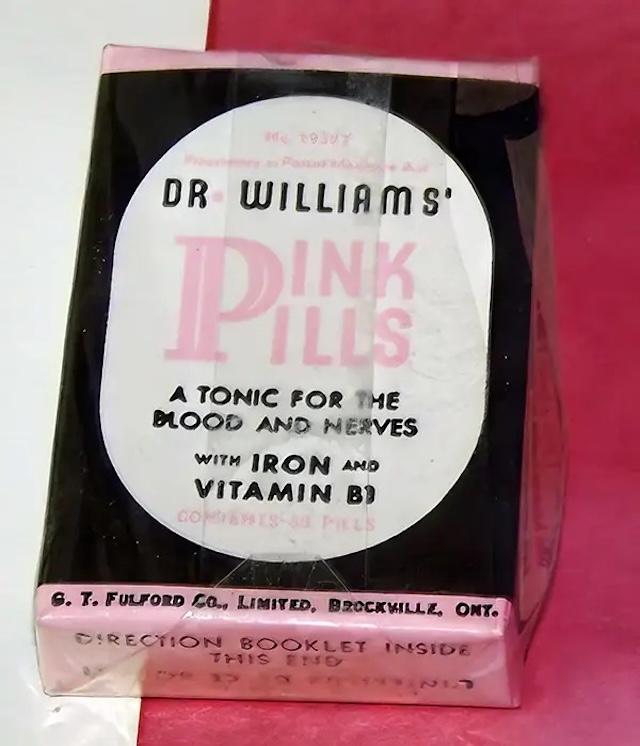 DR. WILLIAMS'
PINK
PILLS
A TONIC FOR THE
BLOOD AND NERVES
WITH IRON AND
VITAMIN B1
PILLS
G. T. FULFORD CO., LIMITED, BROCKVILLE, ONT.
DIRECTION BOOKLET INSIDE
THIS END